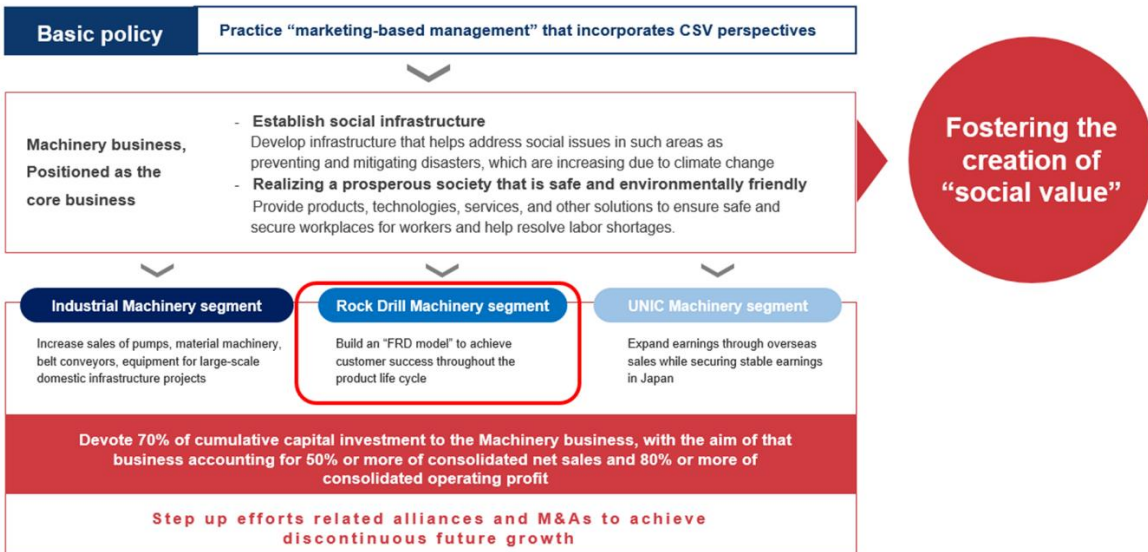 Basic policy
Practice “marketing-based management” that incorporates CSV perspectives
Machinery business,
Positioned as the
core business
- Establish social infrastructure
Develop infrastructure that helps address social issues in such areas as
preventing and mitigating disasters, which are increasing due to climate change
- Realizing a prosperous society that is safe and environmentally friendly
Provide products, technologies, services, and other solutions to ensure safe and
secure workplaces for workers and help resolve labor shortages.
Fostering the
creation of
“social value”
Industrial Machinery segment
Increase sales of pumps, material machinery,
belt conveyors, equipment for large-scale
domestic infrastructure projects
Rock Drill Machinery segment
Build an “FRD model” to achieve
customer success throughout the
product life cycle
UNIC Machinery segment
Expand earnings through overseas
sales while securing stable earnings
in Japan
Devote 70% of cumulative capital investment to the Machinery business, with the aim of that
business accounting for 50% or more of consolidated net sales and 80% or more of
consolidated operating profit
Step up efforts related alliances and M&As to achieve
discontinuous future growth